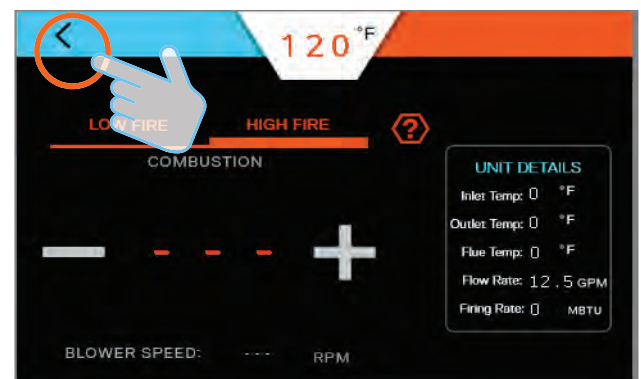 <
120°F
LOW FIRE HIGH FIRE ?
COMBUSTION
UNIT DETAILS
Inlet Temp: 0 °F
Outlet Temp: 0 °F
Flue Temp: 0 °F
Flow Rate: 12.5 GPM
Firing Rate: 0 MBTU
— - - - +
BLOWER SPEED: --- RPM